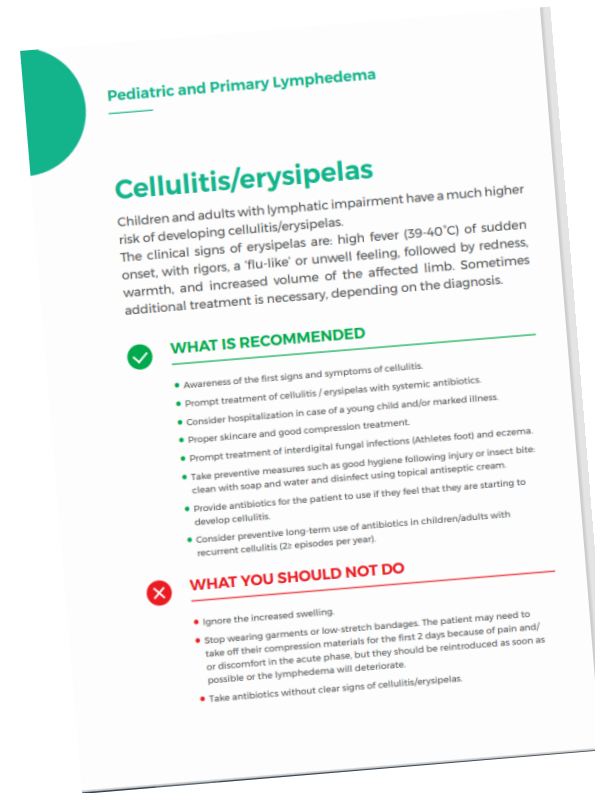 Pediatric and Primary Lymphedema
Cellulitis/erysipelas
Children and adults with lymphatic impairment have a much higher
risk of developing cellulitis/erysipelas.
The clinical signs of erysipelas are: high fever (39-40°C) of sudden
onset, with rigors, a 'flu-like' or unwell feeling, followed by redness,
warmth, and increased volume of the affected limb. Sometimes
additional treatment is necessary, depending on the diagnosis.
WHAT IS RECOMMENDED
• Awareness of the first signs and symptoms of cellulitis.
• Prompt treatment of cellulitis / erysipelas with systemic antibiotics.
• Consider hospitalization in case of a young child and/or marked illness.
• Proper skincare and good compression treatment.
• Prompt treatment of interdigital fungal infections (Athletes foot) and eczema.
• Take preventive measures such as good hygiene following injury or insect bite:
clean with soap and water and disinfect using topical antiseptic cream.
• Provide antibiotics for the patient to use if they feel that they are starting to
develop cellulitis.
• Consider preventive long-term use of antibiotics in children/adults with
recurrent cellulitis (2≥ episodes per year).
WHAT YOU SHOULD NOT DO
• Ignore the increased swelling.
• Stop wearing garments or low-stretch bandages. The patient may need to
take off their compression materials for the first 2 days because of pain and/
or discomfort in the acute phase, but they should be reintroduced as soon as
possible or the lymphedema will deteriorate.
• Take antibiotics without clear signs of cellulitis/erysipelas.